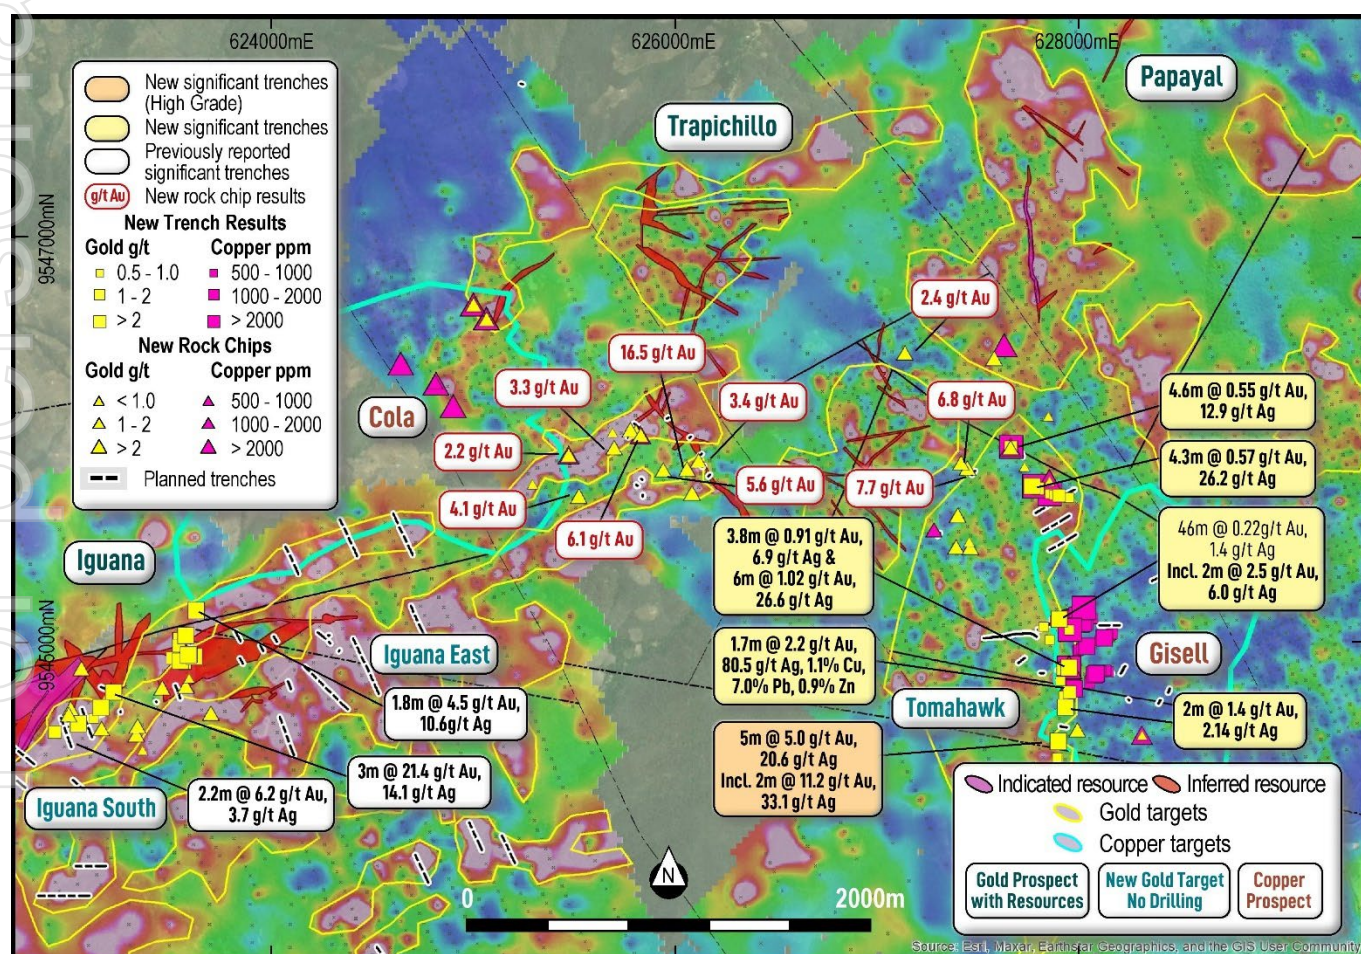 624000mE
626000mE
628000mE
9547000mN
9545000mN
New significant trenches
(High Grade)
New significant trenches
Previously reported
significant trenches
g/t Au
New rock chip results
New Trench Results
Gold g/t
Copper ppm
0.5 - 1.0
500 - 1000
1 - 2
1000 - 2000
> 2
> 2000
New Rock Chips
Gold g/t
Copper ppm
< 1.0
500 - 1000
1 - 2
1000 - 2000
>2
> 2000
Planned trenches
Papayal
Trapichillo
2.4 g/t Au
16.5 g/t Au
3.3 g/t Au
3.4 g/t Au
6.8 g/t Au
Cola
2.2 g/t Au
4.1 g/t Au
6.1 g/t Au
5.6 g/t Au
7.7 g/t Au
4.6m @ 0.55 g/t Au,
12.9 g/t Ag
4.3m @ 0.57 g/t Au,
26.2 g/t Ag
46m @ 0.22g/t Au,
1.4 g/t Ag
Incl. 2m @ 2.5 g/t Au,
6.0 g/t Ag
3.8m @ 0.91 g/t Au,
6.9 g/t Ag &
6m @ 1.02 g/t Au,
26.6 g/t Ag
1.7m @ 2.2 g/t Au,
80.5 g/t Ag, 1.1% Cu,
7.0% Pb, 0.9% Zn
5m @ 5.0 g/t Au,
20.6 g/t Ag
Incl. 2m @ 11.2 g/t Au,
33.1 g/t Ag
2m @ 1.4 g/t Au,
2.14 g/t Ag
Gisell
Tomahawk
Iguana
Iguana East
Iguana South
1.8m @ 4.5 g/t Au,
10.6g/t Ag
3m @ 21.4 g/t Au,
14.1 g/t Ag
2.2m @ 6.2 g/t Au,
3.7 g/t Ag
N
0
2000m
Indicated resource
Inferred resource
Gold targets
Copper targets
Gold Prospect
with Resources
New Gold Target
No Drilling
Copper
Prospect
Source: Esri, Maxar, Earthstar Geographics, and the GIS User Community